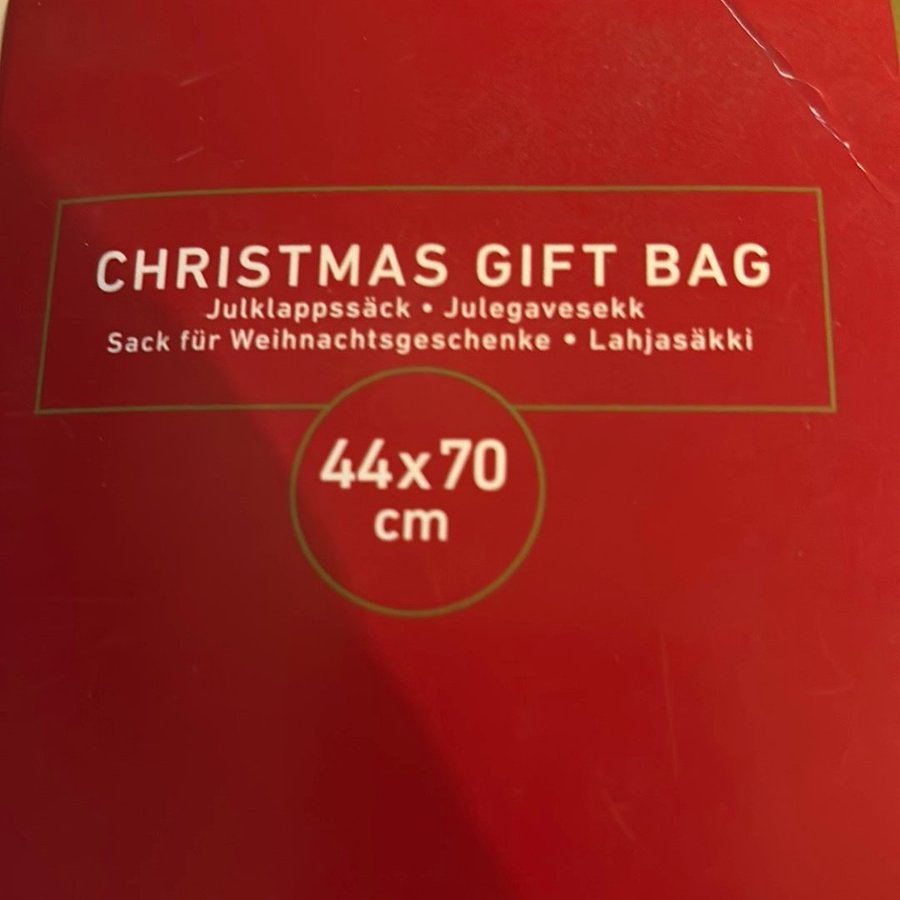 CHRISTMAS GIFT BAG
Julklappssäck • Julegavesekk
Sack für Weihnachtsgeschenke • Lahjasäkki
44x70
cm